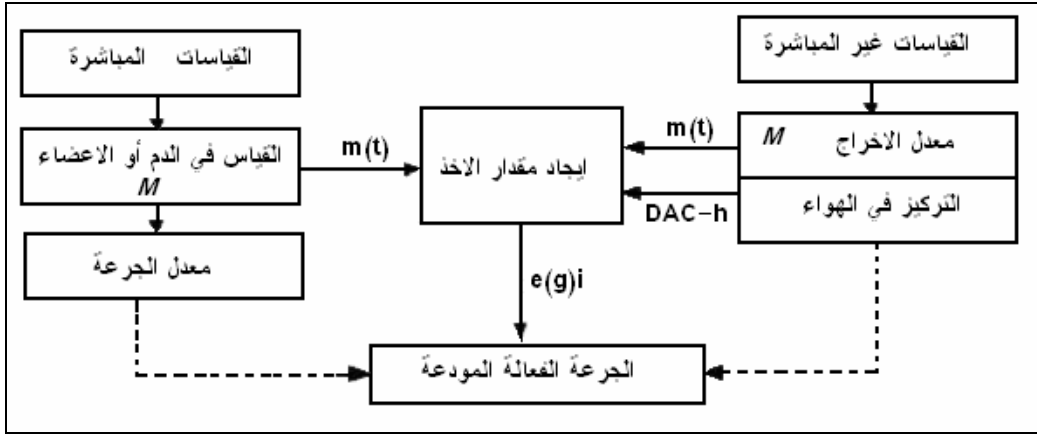 القياسات غير المباشرة
القياسات المباشرة
معدل الاخراج M
m(t)
القياس في الدم أو الاعضاء
M
m(t)
ايجاد مقدار الاخذ
التركيز في الهواء
DAC-h
معدل الجرعة
e(g)i
الجرعة الفعالة المودعة